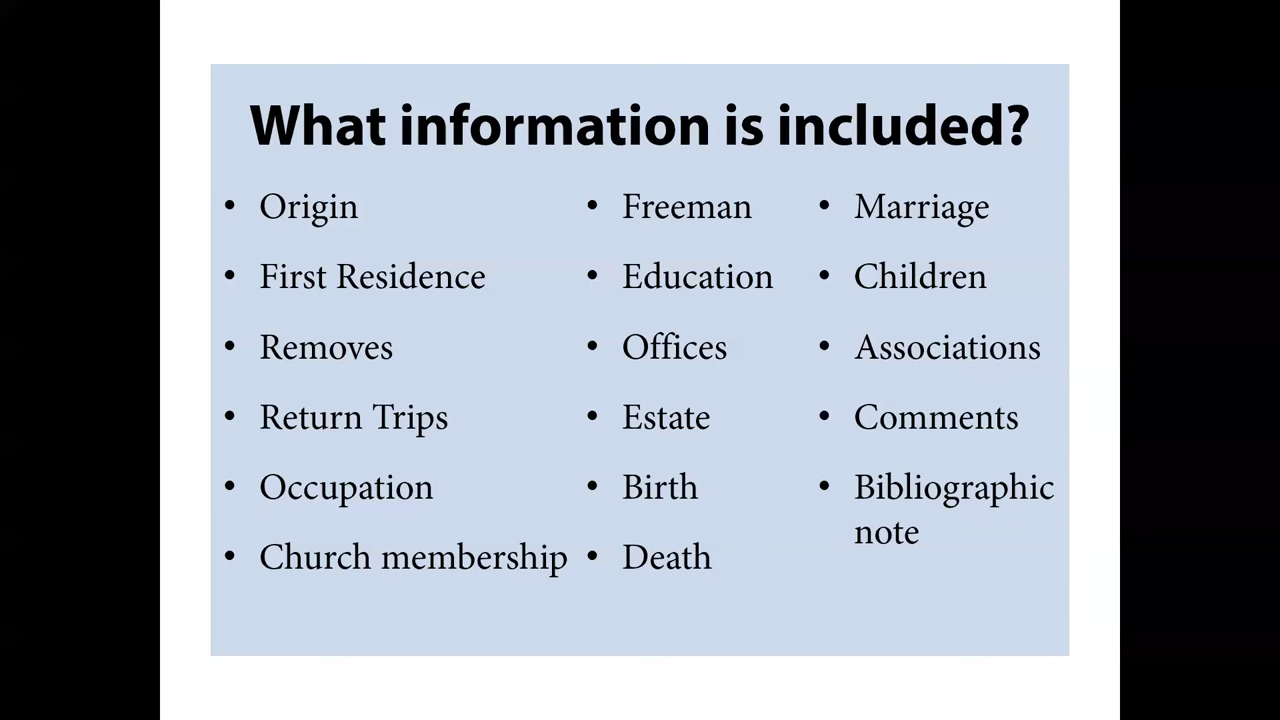 What information is included?
• Origin
• First Residence
• Removes
• Return Trips
• Occupation
• Church membership
• Freeman
• Education
• Offices
• Estate
• Birth
• Death
• Marriage
• Children
• Associations
• Comments
• Bibliographic
note